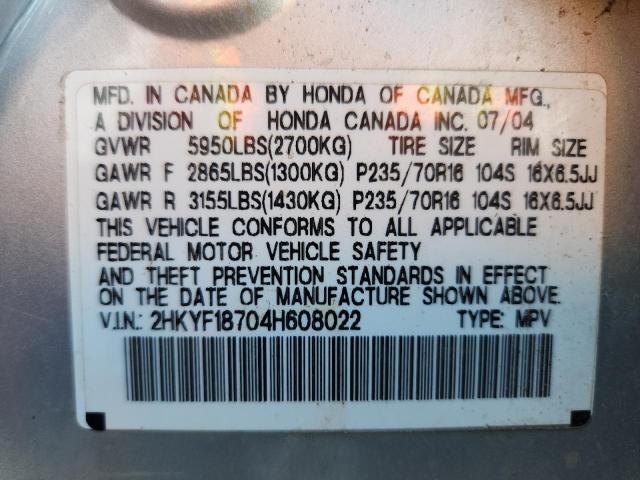 MFD. IN CANADA BY HONDA OF CANADA MFG.,
A DIVISION OF HONDA CANADA INC. 07/04
GVWR 5950LBS(2700KG) TIRE SIZE RIM SIZE
GAWR F 2865LBS(1300KG) P235/70R16 104S 16X6.5JJ
GAWR R 3155LBS(1430KG) P235/70R16 104S 16X6.5JJ
THIS VEHICLE CONFORMS TO ALL APPLICABLE
FEDERAL MOTOR VEHICLE SAFETY
AND THEFT PREVENTION STANDARDS IN EFFECT
ON THE DATE OF MANUFACTURE SHOWN ABOVE.
V.I.N.: 2HKYF18704H608022 TYPE: MPV